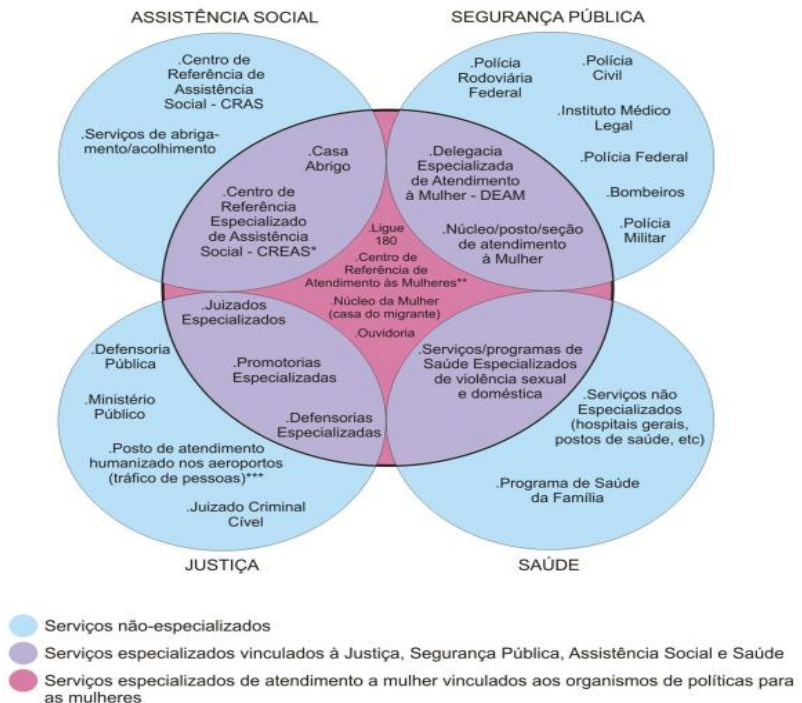 ASSISTÊNCIA SOCIAL
SEGURANÇA PÚBLICA
.Centro de
Referência de
Assistência
Social - CRAS
.Serviços de abriga-
mento/acolhimento
.Casa
Abrigo
.Centro de
Referência
Especializado
de Assistência
Social - CREAS*
.Polícia
Rodoviária
Federal
.Polícia
Civil
.Instituto Médico
Legal
.Polícia Federal
.Bombeiros
.Polícia
Militar
.Delegacia
Especializada
de Atendimento
à Mulher - DEAM
.Núcleo/posto/seção
de atendimento
à Mulher
.Ligue
180
.Centro de
Referência de
Atendimento às Mulheres**
.Núcleo da Mulher
(casa do migrante)
.Ouvidoria
.Juizados
Especializados
.Promotorias
Especializadas
.Defensorias
Especializadas
.Defensoria
Pública
.Ministério
Público
.Posto de atendimento
humanizado nos aeroportos
(tráfico de pessoas)***
.Juizado Criminal
Cível
.Serviços/programas de
Saúde Especializados
de violência sexual
e doméstica
.Serviços não
Especializados
(hospitais gerais,
postos de saúde, etc)
.Programa de Saúde
da Família
JUSTIÇA
SAÚDE
Serviços não-especializados
Serviços especializados vinculados à Justiça, Segurança Pública, Assistência Social e Saúde
Serviços especializados de atendimento a mulher vinculados aos organismos de políticas para
as mulheres